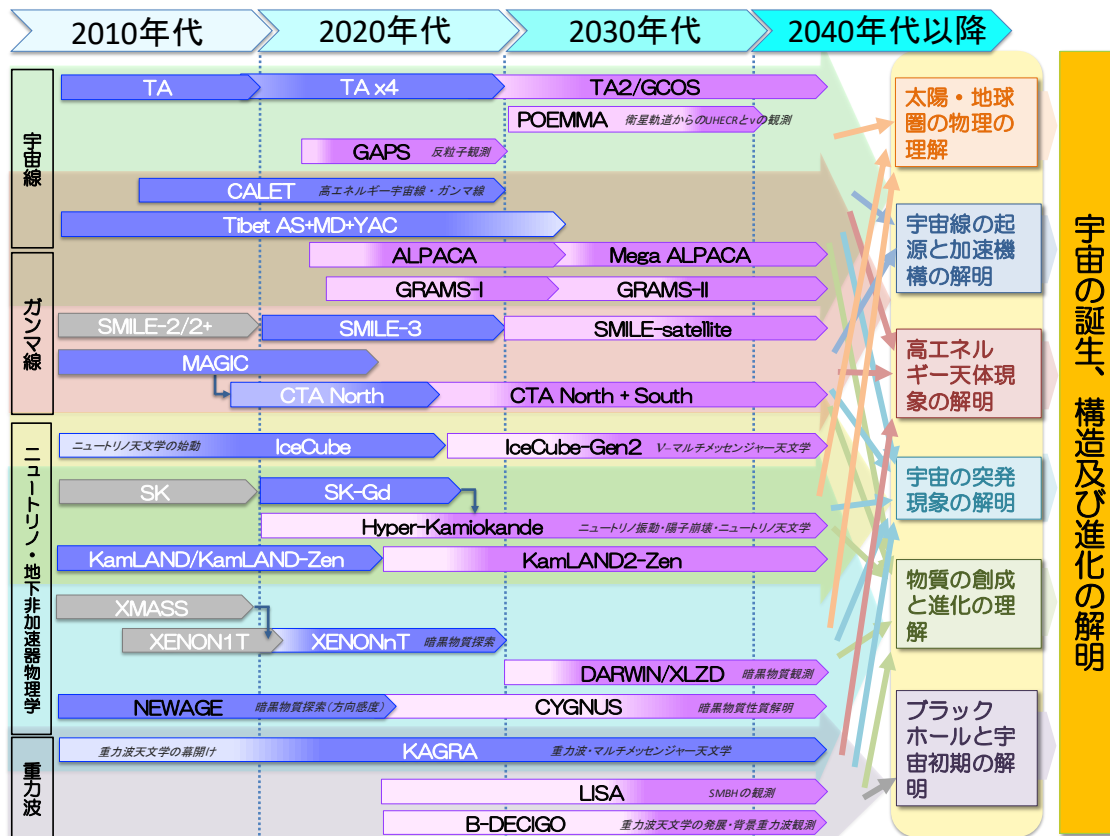 2010年代
2020年代
2030年代
2040年代以降
宇宙線
TA
TA x4
TA2/GCOS
POEMMA 衛星軌道からのUHECRとνの観測
GAPS 反粒子観測
CALET 高エネルギー宇宙線・ガンマ線
Tibet AS+MD+YAC
ガンマ線
ALPACA
Mega ALPACA
GRAMS-I
GRAMS-II
SMILE-2/2+
SMILE-3
SMILE-satellite
MAGIC
CTA North
CTA North + South
ニュートリノ・地下非加速器物理学
ニュートリノ天文学の始動 IceCube
IceCube-Gen2 ν−マルチメッセンジャー天文学
SK
SK-Gd
Hyper-Kamiokande ニュートリノ振動・陽子崩壊・ニュートリノ天文学
KamLAND/KamLAND-Zen
KamLAND2-Zen
XMASS
XENON1T
XENONnT 暗黒物質探索
DARWIN/XLZD 暗黒物質観測
NEWAGE 暗黒物質探索（方向感度）
CYGNUS 暗黒物質性質解明
重力波
重力波天文学の幕開け KAGRA 重力波・マルチメッセンジャー天文学
LISA SMBHの観測
B-DECIGO 重力波天文学の発展・背景重力波観測
太陽・地球
圏の物理の
理解
宇宙線の起
源と加速機
構の解明
高エネル
ギー天体現
象の解明
宇宙の突発
現象の解明
物質の創成
と進化の理
解
ブラック
ホールと宇
宙初期の解
明
宇宙の誕生、構造及び進化の解明